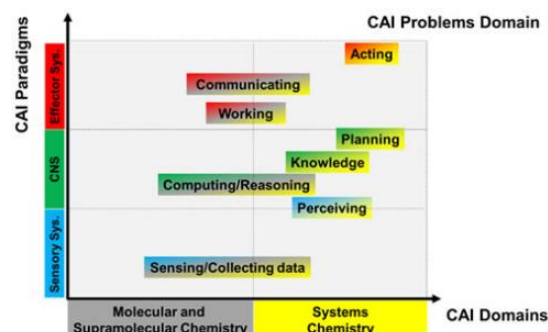 CAI Problems Domain
CAI Paradigms
Effector Sys.
CNS
Sensory Sys.
Acting
Communicating
Working
Planning
Knowledge
Computing/Reasoning
Perceiving
Sensing/Collecting data
Molecular and
Supramolecular Chemistry
Systems
Chemistry
CAI Domains